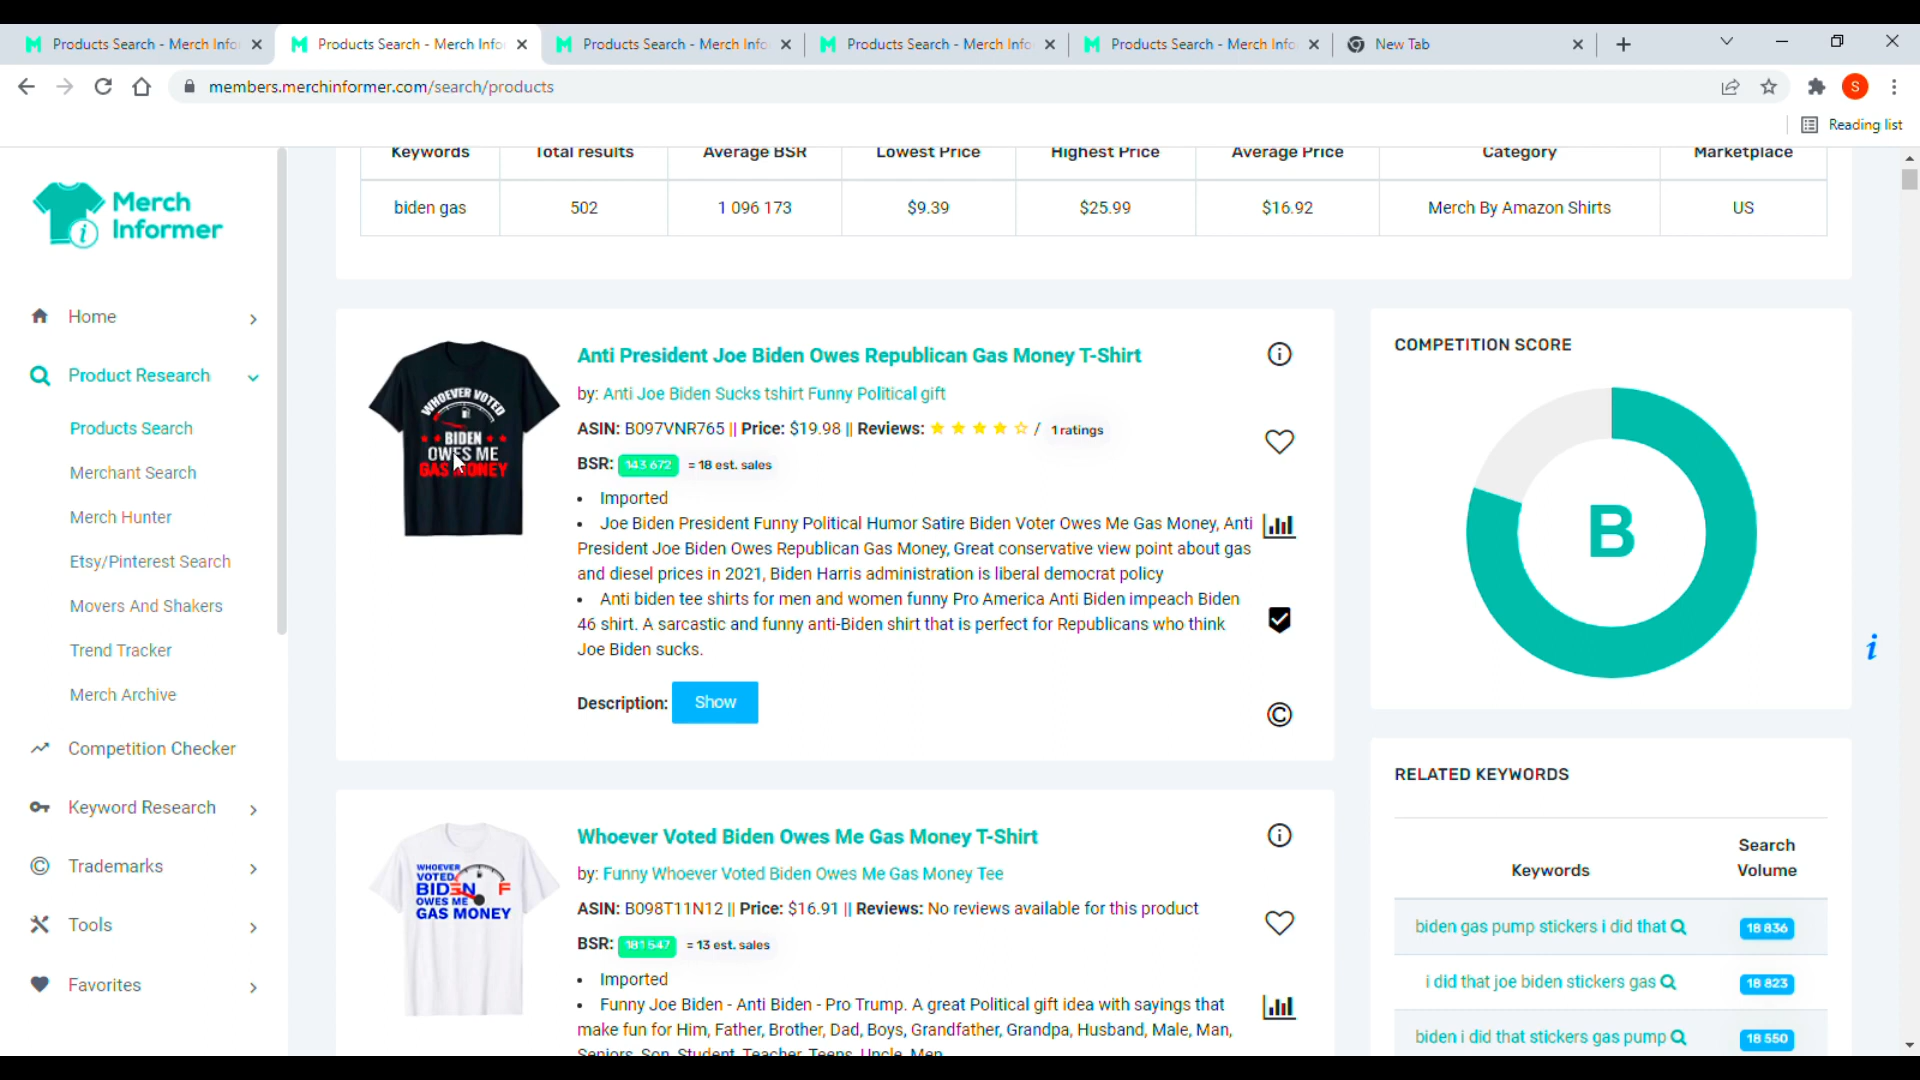 Products Search - Merch Info
Products Search - Merch Info
Products Search - Merch Info
Products Search - Merch Info
Products Search - Merch Info
New Tab
members.merchinformer.com/search/products
S
Reading list
Merch
Informer
Home
Product Research
Products Search
Merchant Search
Merch Hunter
Etsy/Pinterest Search
Movers And Shakers
Trend Tracker
Merch Archive
Competition Checker
Keyword Research
Trademarks
Tools
Favorites
Keywords Total results Average BSR Lowest Price Highest Price Average Price Category Marketplace
biden gas 502 1 096 173 $9.39 $25.99 $16.92 Merch By Amazon Shirts US
WHOEVER VOTED
BIDEN
OWES ME
GAS MONEY
Anti President Joe Biden Owes Republican Gas Money T-Shirt
by: Anti Joe Biden Sucks tshirt Funny Political gift
ASIN: B097VNR765 || Price: $19.98 || Reviews: / 1 ratings
BSR: 143 672 = 18 est. sales
• Imported
• Joe Biden President Funny Political Humor Satire Biden Voter Owes Me Gas Money, Anti
President Joe Biden Owes Republican Gas Money, Great conservative view point about gas
and diesel prices in 2021, Biden Harris administration is liberal democrat policy
• Anti biden tee shirts for men and women funny Pro America Anti Biden impeach Biden
46 shirt. A sarcastic and funny anti-Biden shirt that is perfect for Republicans who think
Joe Biden sucks.
Description: Show
WHOEVER
VOTED
BIDEN F
OWES ME
GAS MONEY
Whoever Voted Biden Owes Me Gas Money T-Shirt
by: Funny Whoever Voted Biden Owes Me Gas Money Tee
ASIN: B098T11N12 || Price: $16.91 || Reviews: No reviews available for this product
BSR: 181 547 = 13 est. sales
• Imported
• Funny Joe Biden - Anti Biden - Pro Trump. A great Political gift idea with sayings that
make fun for Him, Father, Brother, Dad, Boys, Grandfather, Grandpa, Husband, Male, Man,
Seniors, Son, Student, Teacher, Teens, Uncle, Men
COMPETITION SCORE
B
i
RELATED KEYWORDS
Keywords Search
Volume
biden gas pump stickers i did that 18 836
i did that joe biden stickers gas 18 823
biden i did that stickers gas pump 18 550